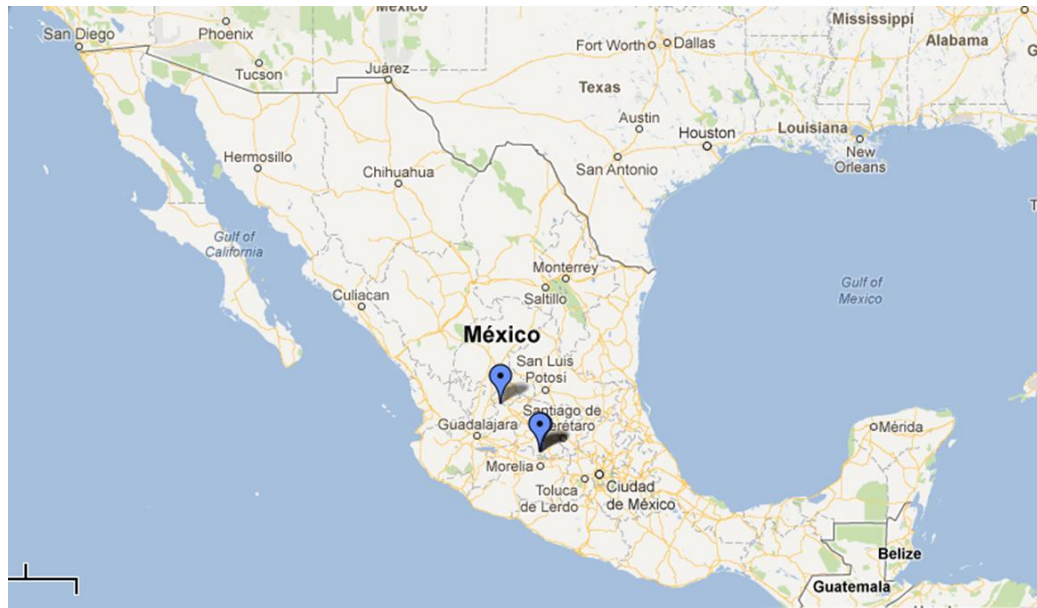 México
Mississippi
San Diego
Phoenix
Fort Worth
Dallas
Alabama
Tucson
Juárez
Texas
Austin
Houston
Louisiana
New
Orleans
San Antonio
Hermosillo
Chihuahua
Gulf of
California
Monterrey
Saltillo
Culiacan
Gulf of
Mexico
México
San Luis
Potosi
Santiago de
Guadalajara
Mérida
Morelia
Toluca
de Lerdo
Ciudad
de México
Belize
Guatemala